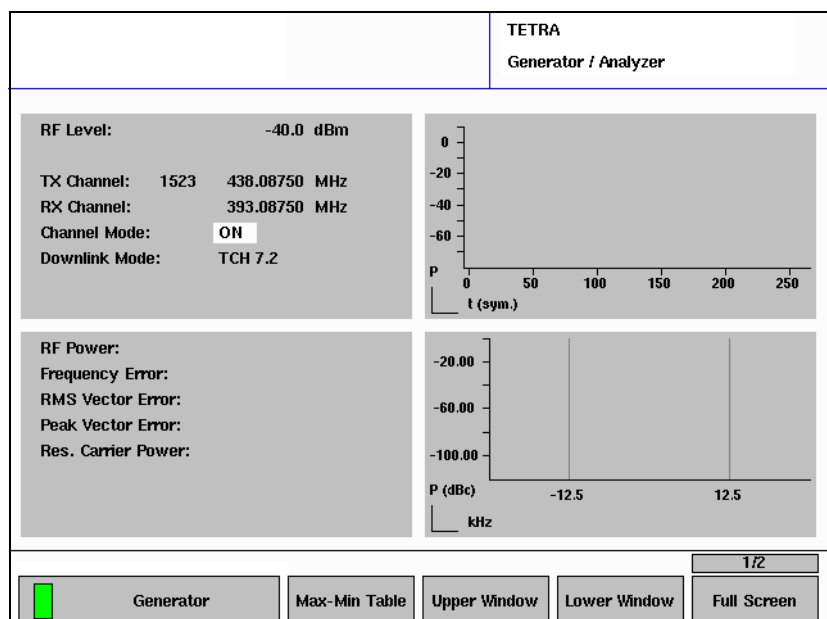 TETRA
Generator / Analyzer
RF Level: -40.0 dBm
TX Channel: 1523 438.08750 MHz
RX Channel: 393.08750 MHz
Channel Mode: ON
Downlink Mode: TCH 7.2
0
-20
-40
-60
P
0 50 100 150 200 250
t (sym.)
RF Power:
Frequency Error:
RMS Vector Error:
Peak Vector Error:
Res. Carrier Power:
-20.00
-60.00
-100.00
P (dBc)
-12.5 12.5
kHz
1/2
Generator
Max-Min Table
Upper Window
Lower Window
Full Screen